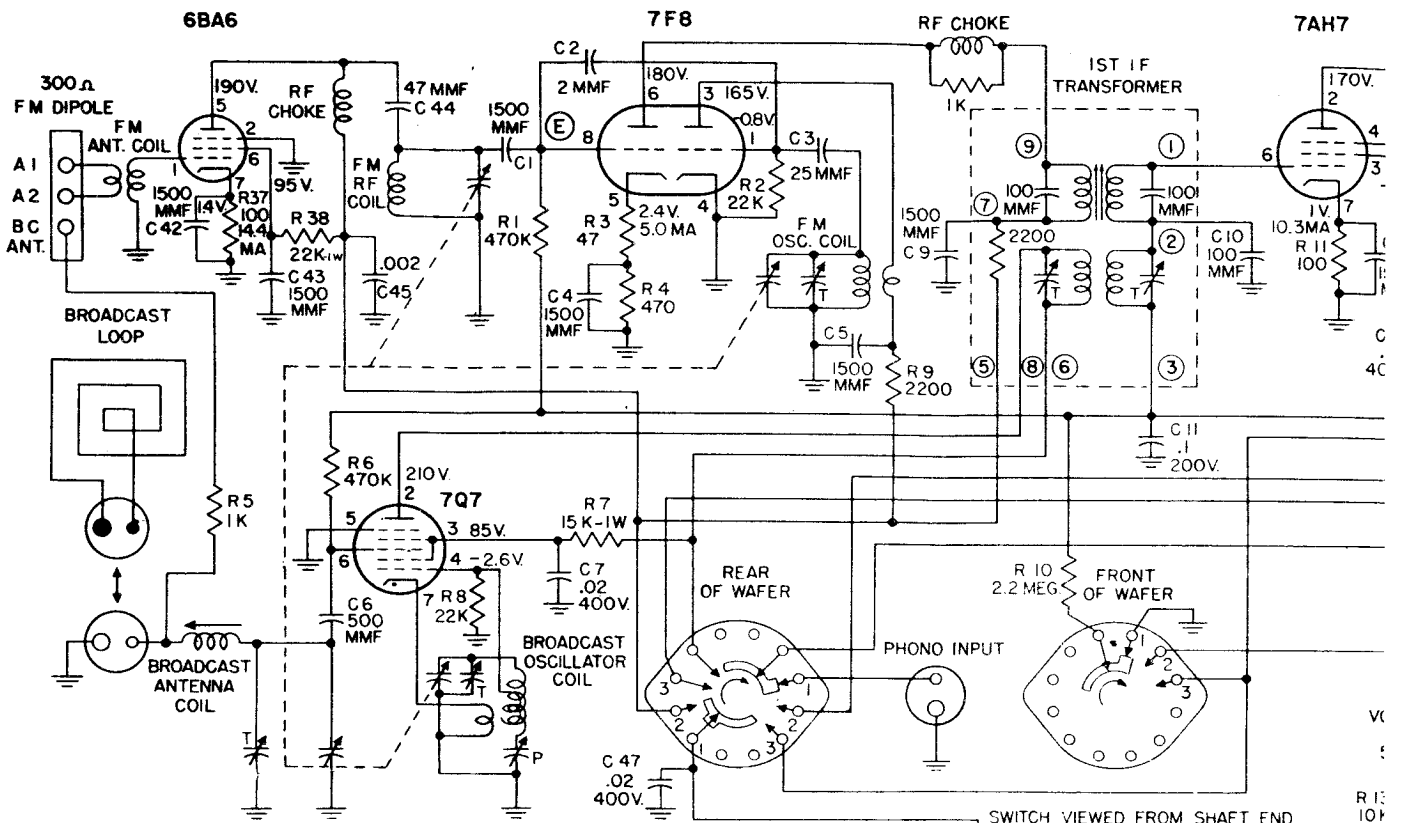 6BA6
7F8
7AH7
RF CHOKE
1K
1ST IF
TRANSFORMER
300Ω
FM DIPOLE
A1
A2
BC
ANT.
FM
ANT. COIL
190V.
5
2
6
1
7
95V.
1500
MMF
C42
1.4V.
R37
100
14.4
MA
R38
22K-1W
C43
1500
MMF
RF
CHOKE
.002
C45
47 MMF
C44
FM
RF
COIL
1500
MMF
C1
C2
2 MMF
E
R1
470K
180V.
6
3
165V.
8
-0.8V.
1
5
4
2.4V.
5.0 MA
R3
47
C4
1500
MMF
R4
470
R2
22K
C3
25 MMF
FM
OSC. COIL
T
C5
1500
MMF
R9
2200
9
1
100
MMF
100
MMF
7
2200
1500
MMF
C9
2
T
T
C10
100
MMF
5
8
6
3
170V.
2
4
3
6
7
1V.
10.3MA
R11
100
C11
.1
200V.
BROADCAST
LOOP
R5
1K
BROADCAST
ANTENNA
COIL
T
R6
470K
210V.
2
7Q7
5
6
3
85V.
4
-2.6V.
7
R8
22K
C6
500
MMF
R7
15K-1W
C7
.02
400V.
BROADCAST
OSCILLATOR
COIL
T
P
REAR
OF WAFER
3
2
1
1
2
3
C47
.02
400V.
PHONO INPUT
R10
2.2 MEG.
FRONT
OF WAFER
1
2
3
SWITCH VIEWED FROM SHAFT END